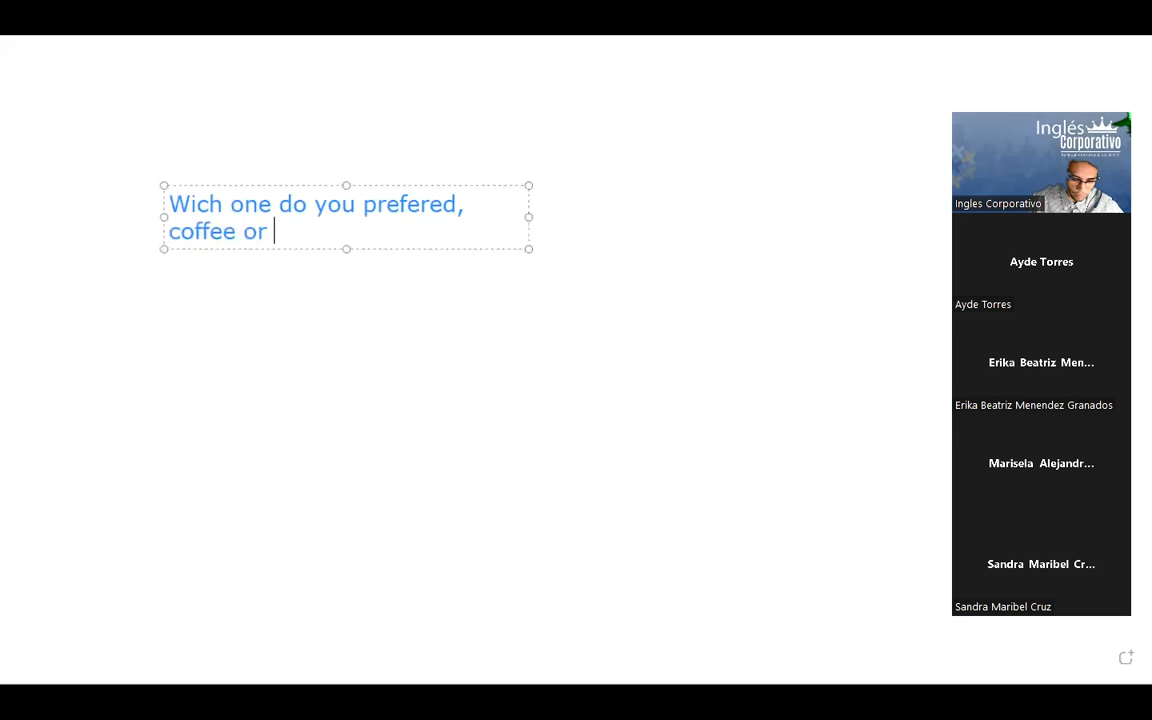 Wich one do you prefered,
coffee or
Inglés
Corporativo
Ingles Corporativo
Ayde Torres
Ayde Torres
Erika Beatriz Men...
Erika Beatriz Menendez Granados
Marisela Alejandr...
Sandra Maribel Cr...
Sandra Maribel Cruz